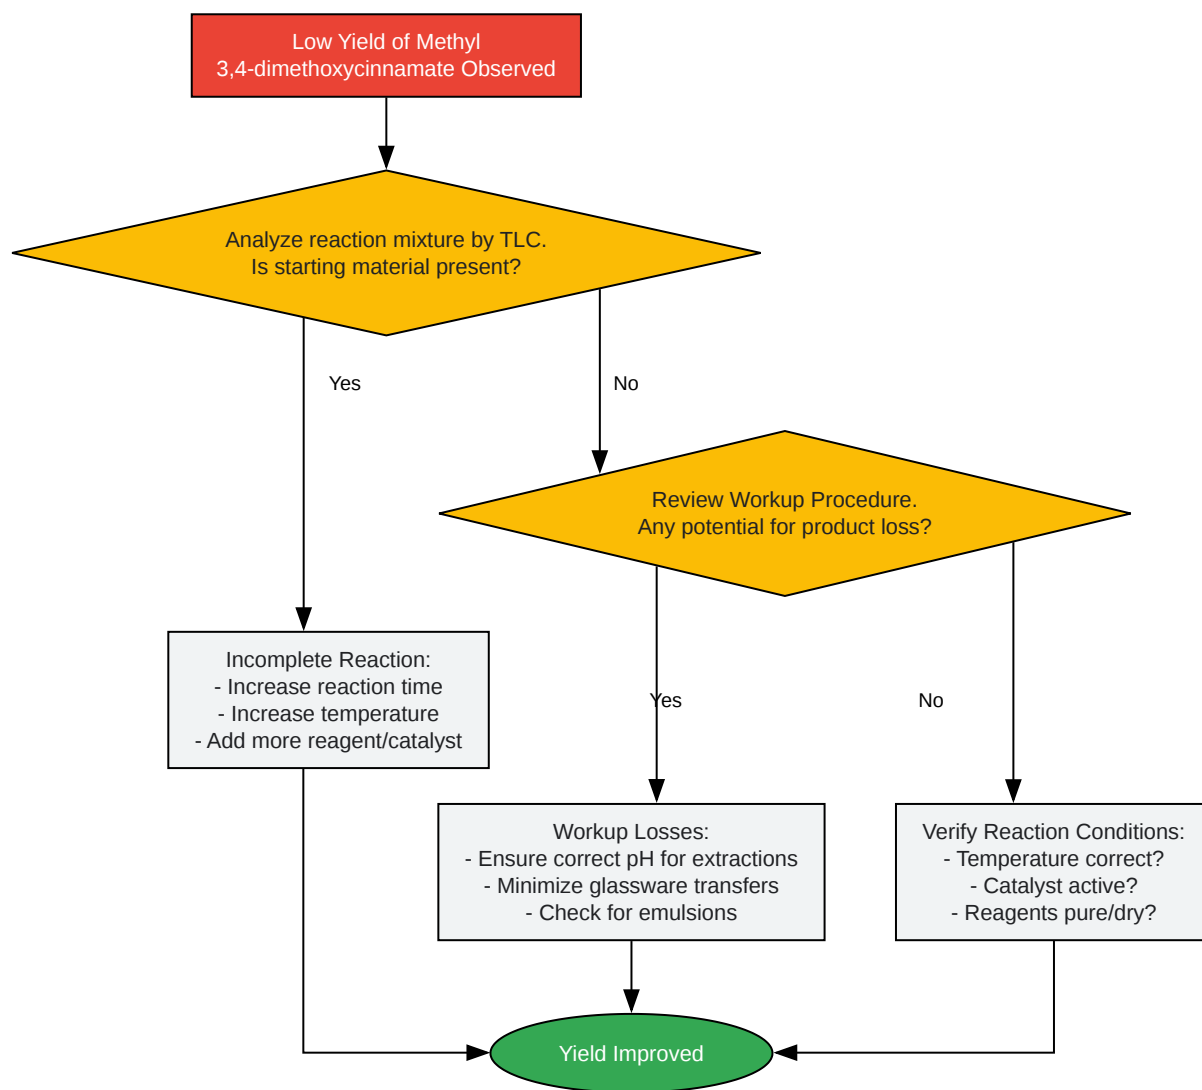 Low Yield of Methyl
3,4-dimethoxycinnamate Observed
Analyze reaction mixture by TLC.
Is starting material present?
Yes
No
Review Workup Procedure.
Any potential for product loss?
Incomplete Reaction:
- Increase reaction time
- Increase temperature
- Add more reagent/catalyst
Yes
No
Workup Losses:
- Ensure correct pH for extractions
- Minimize glassware transfers
- Check for emulsions
Verify Reaction Conditions:
- Temperature correct?
- Catalyst active?
- Reagents pure/dry?
Yield Improved